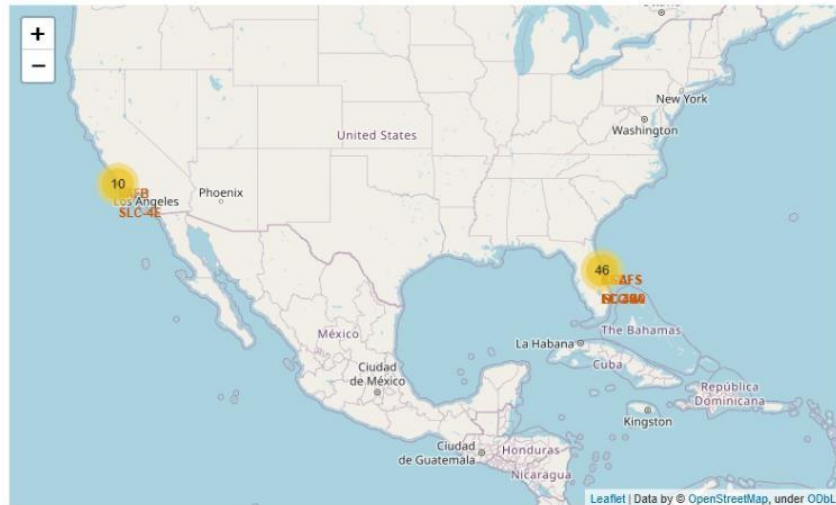 +
−
New York
Washington
United States
10
Los Angeles
Phoenix
SLC-4E
46
México
The Bahamas
La Habana
Cuba
Ciudad
de México
República
Dominicana
Kingston
Ciudad
de Guatemala
Honduras
Nicaragua
Leaflet | Data by © OpenStreetMap, under ODbL